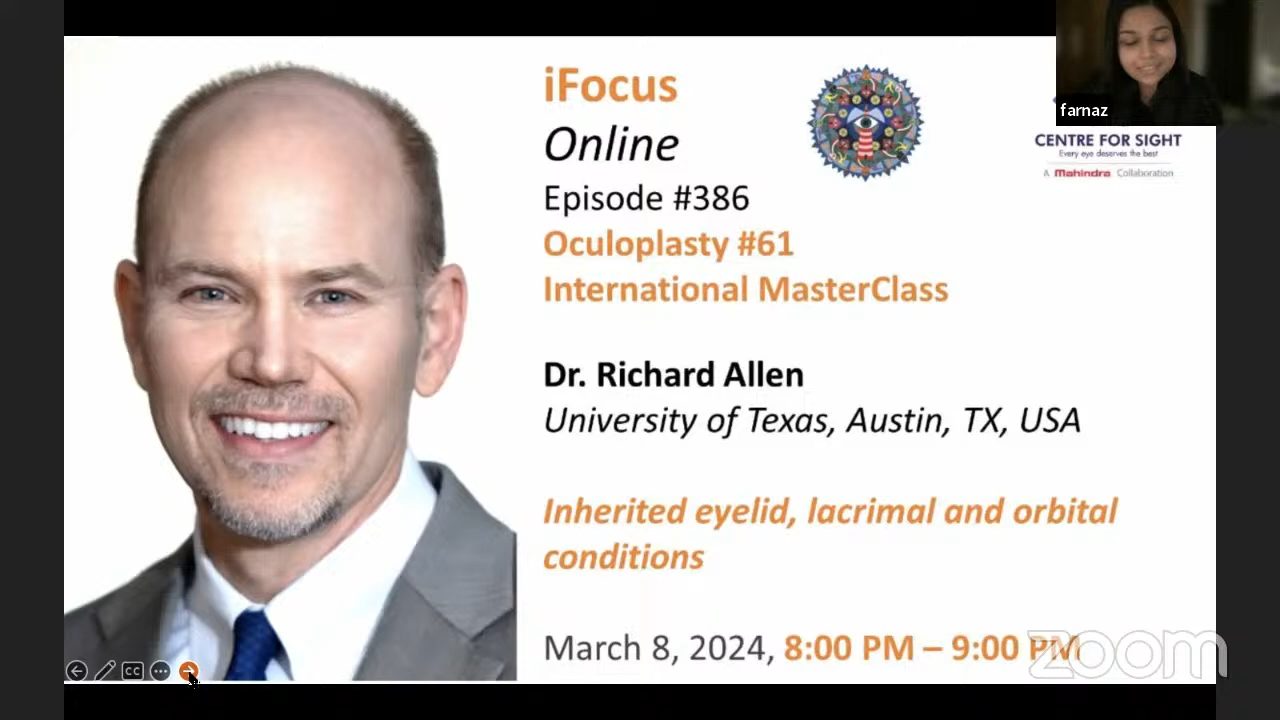 iFocus
Online
Episode #386
Oculoplasty #61
International MasterClass
Dr. Richard Allen
University of Texas, Austin, TX, USA
Inherited eyelid, lacrimal and orbital
conditions
March 8, 2024, 8:00 PM – 9:00 PM
farnaz
CENTRE FOR SIGHT
Every eye deserves the best
A Mahindra Collaboration
CC
zoom